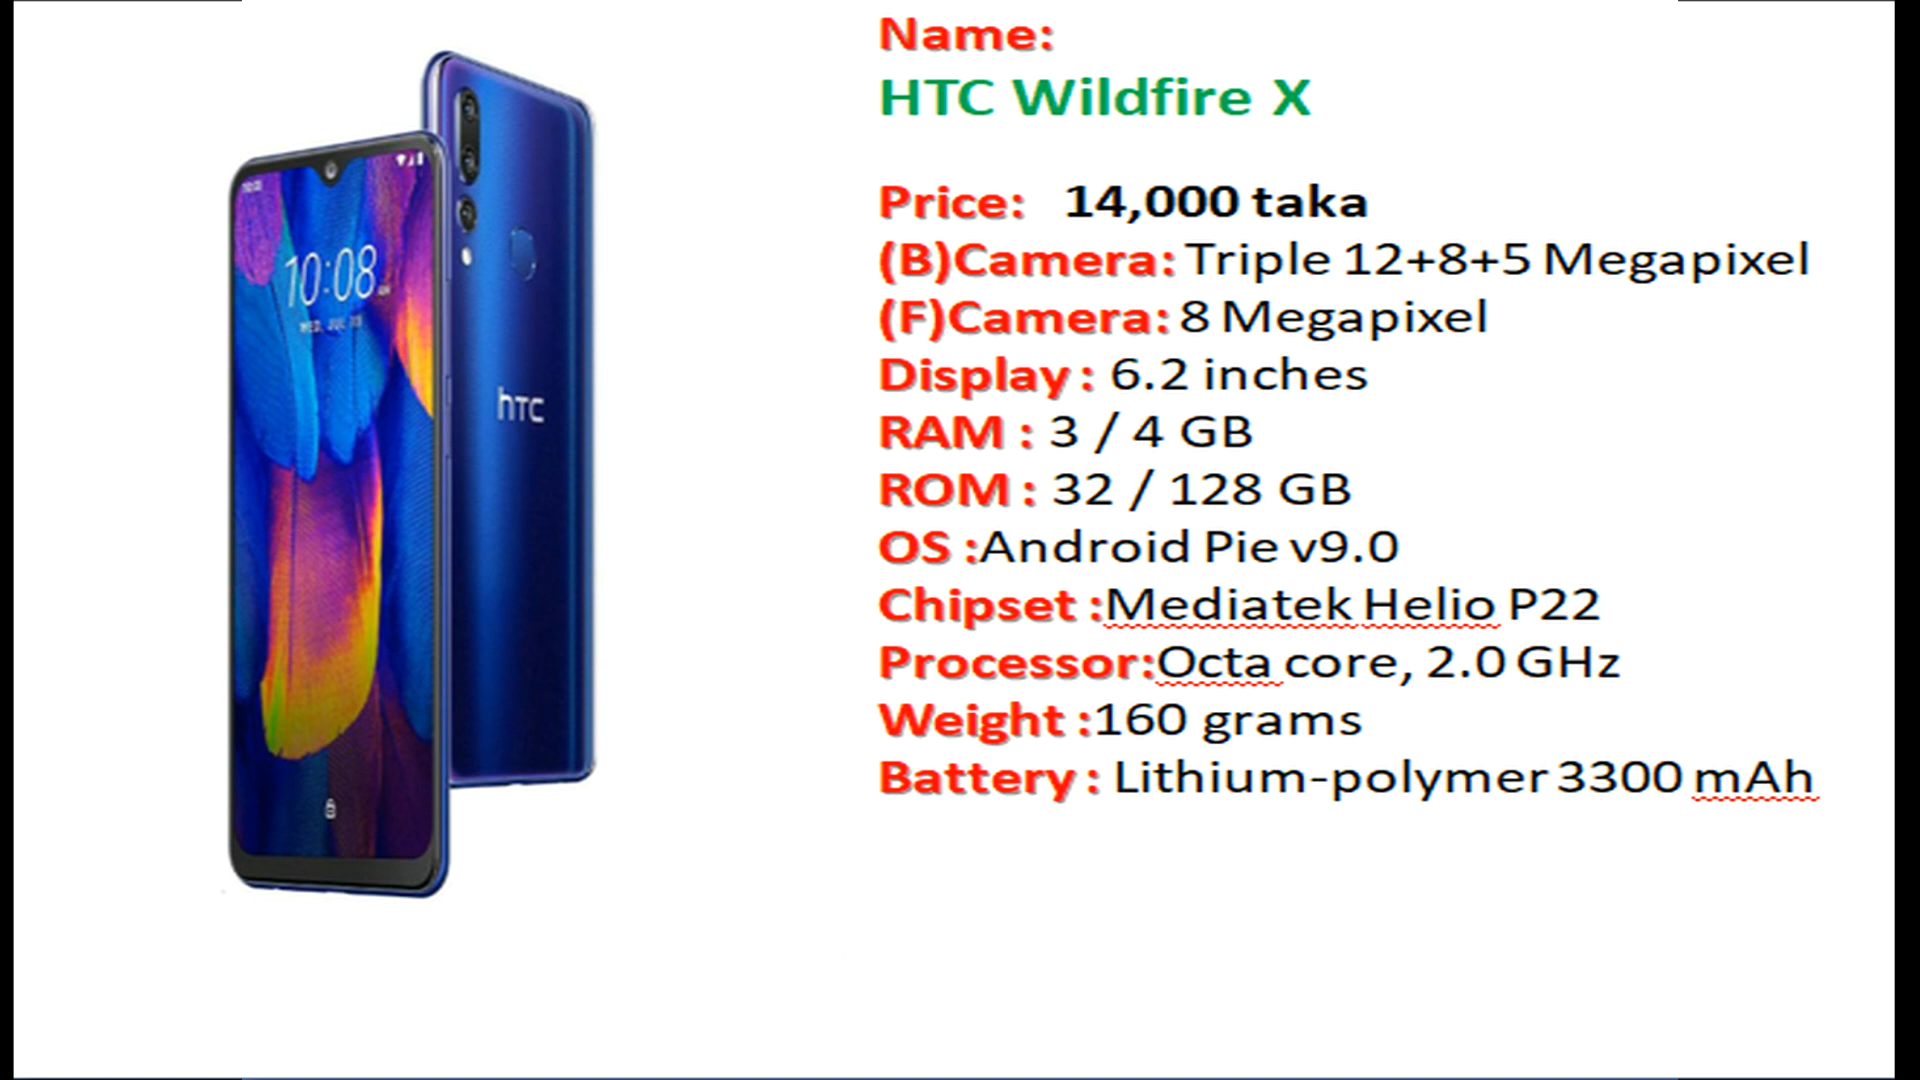 Name:
HTC Wildfire X
Price: 14,000 taka
(B)Camera: Triple 12+8+5 Megapixel
(F)Camera: 8 Megapixel
Display : 6.2 inches
RAM : 3 / 4 GB
ROM : 32 / 128 GB
OS :Android Pie v9.0
Chipset :Mediatek Helio P22
Processor:Octa core, 2.0 GHz
Weight :160 grams
Battery : Lithium-polymer 3300 mAh
10:08
WED, JUL
hTC